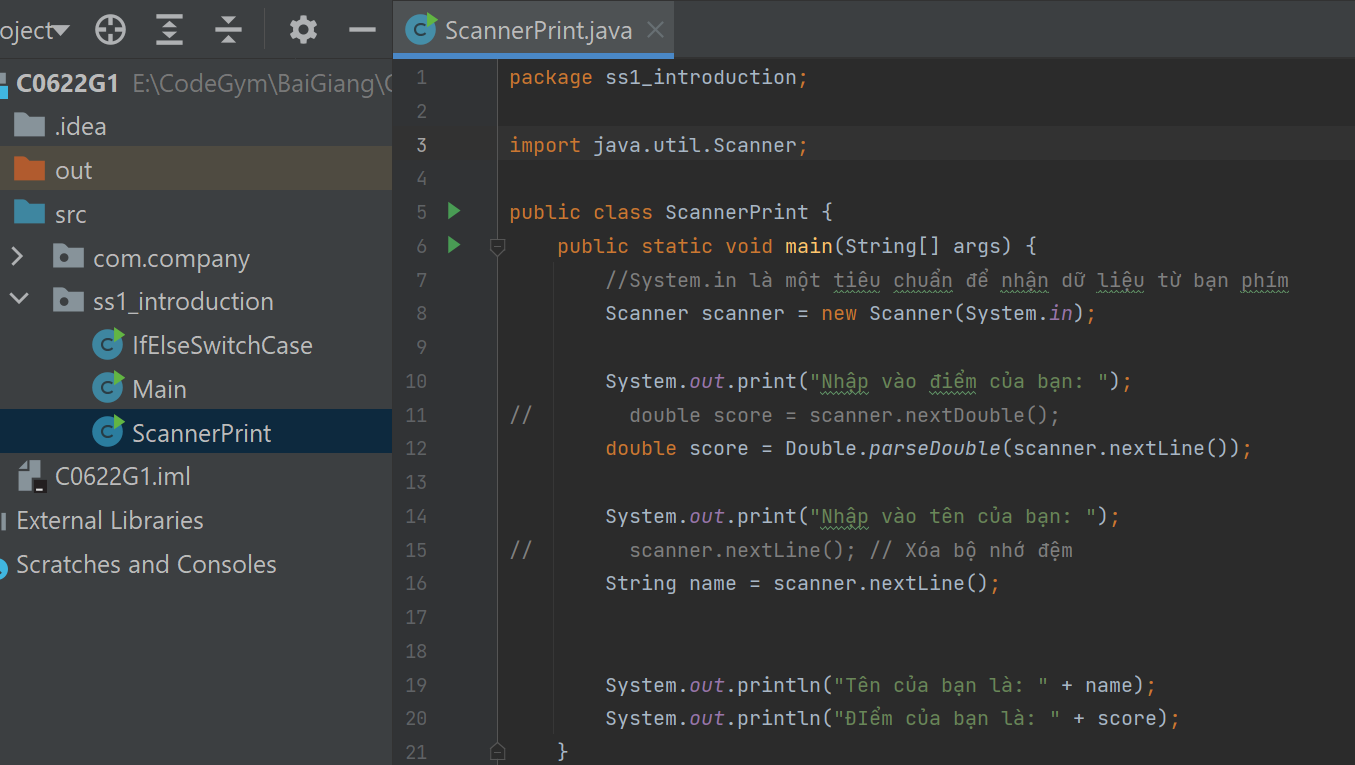 oject
C0622G1 E:\CodeGym\BaiGiang\
.idea
out
src
com.company
ss1_introduction
IfElseSwitchCase
Main
ScannerPrint
C0622G1.iml
External Libraries
Scratches and Consoles
ScannerPrint.java
1 package ss1_introduction;
2
3 import java.util.Scanner;
4
5 public class ScannerPrint {
6 public static void main(String[] args) {
7 //System.in là một tiêu chuẩn để nhận dữ liệu từ bạn phím
8 Scanner scanner = new Scanner(System.in);
9
10 System.out.print("Nhập vào điểm của bạn: ");
11 // double score = scanner.nextDouble();
12 double score = Double.parseDouble(scanner.nextLine());
13
14 System.out.print("Nhập vào tên của bạn: ");
15 // scanner.nextLine(); // Xóa bộ nhớ đệm
16 String name = scanner.nextLine();
17
18
19 System.out.println("Tên của bạn là: " + name);
20 System.out.println("ĐIểm của bạn là: " + score);
21 }